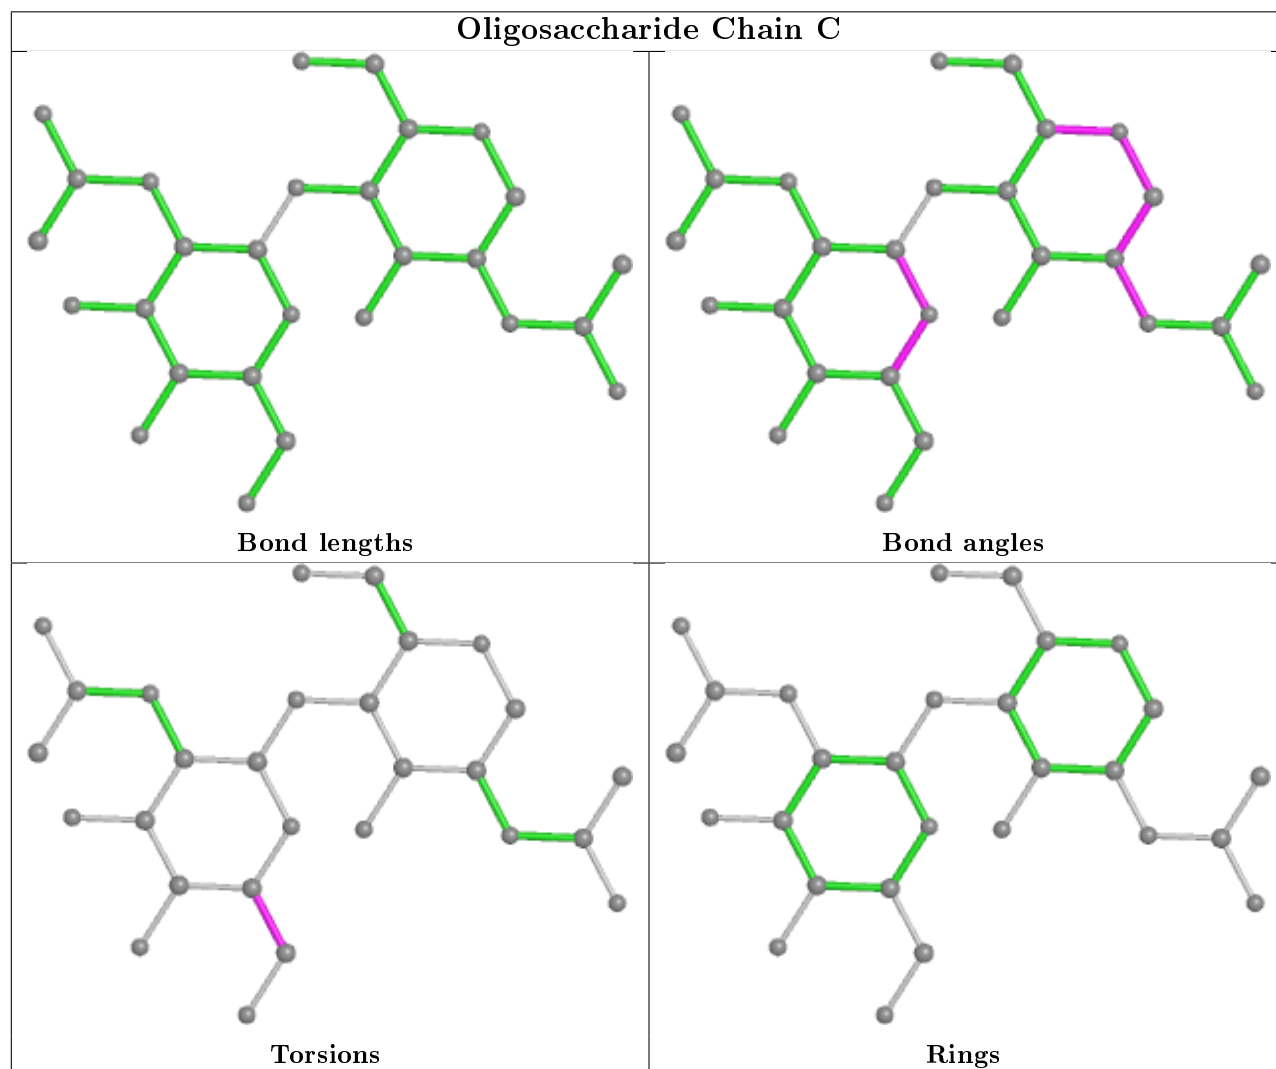 Oligosaccharide Chain C
Bond lengths
Bond angles
Torsions
Rings